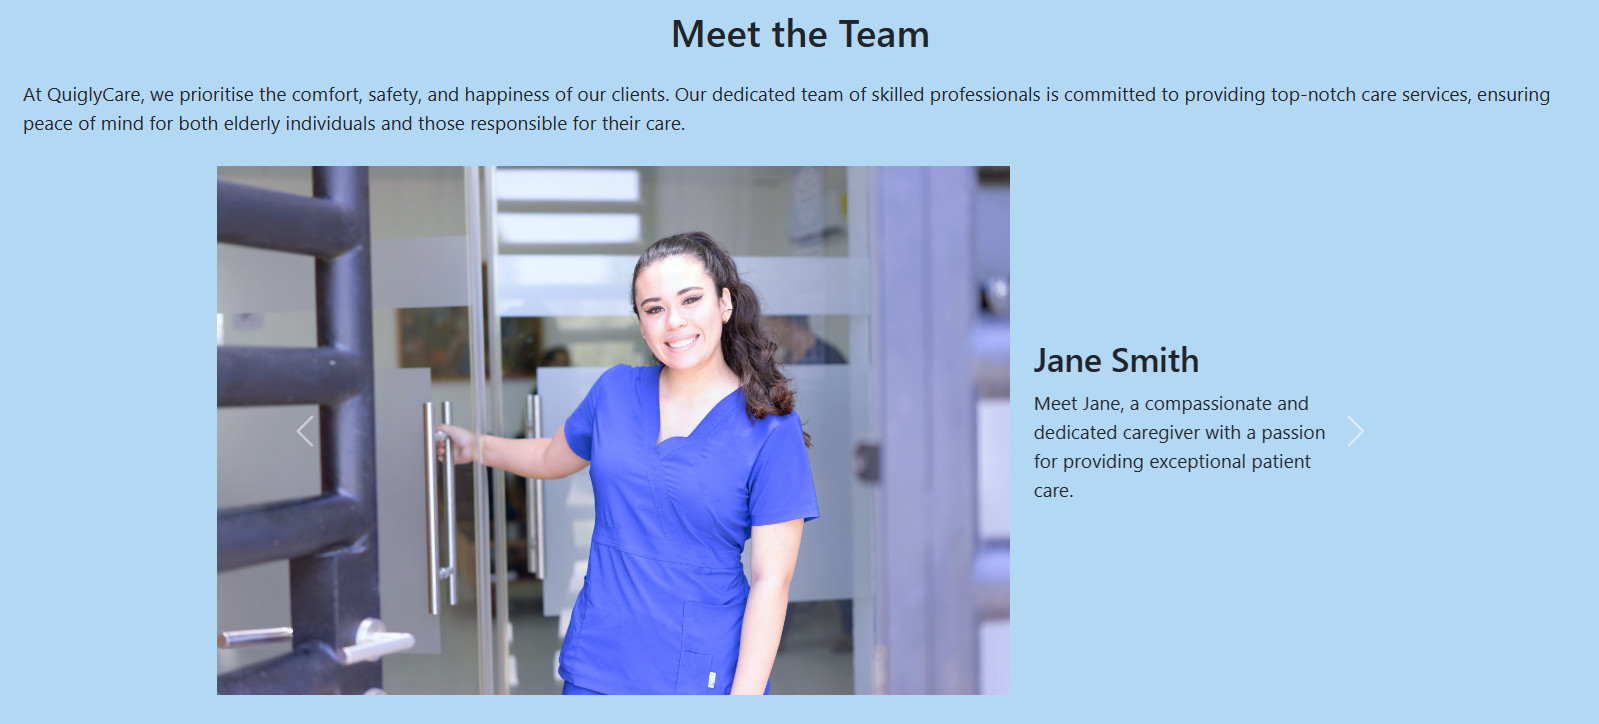 Meet the Team
At QuiglyCare, we prioritise the comfort, safety, and happiness of our clients. Our dedicated team of skilled professionals is committed to providing top-notch care services, ensuring
peace of mind for both elderly individuals and those responsible for their care.
Jane Smith
Meet Jane, a compassionate and
dedicated caregiver with a passion
for providing exceptional patient
care.